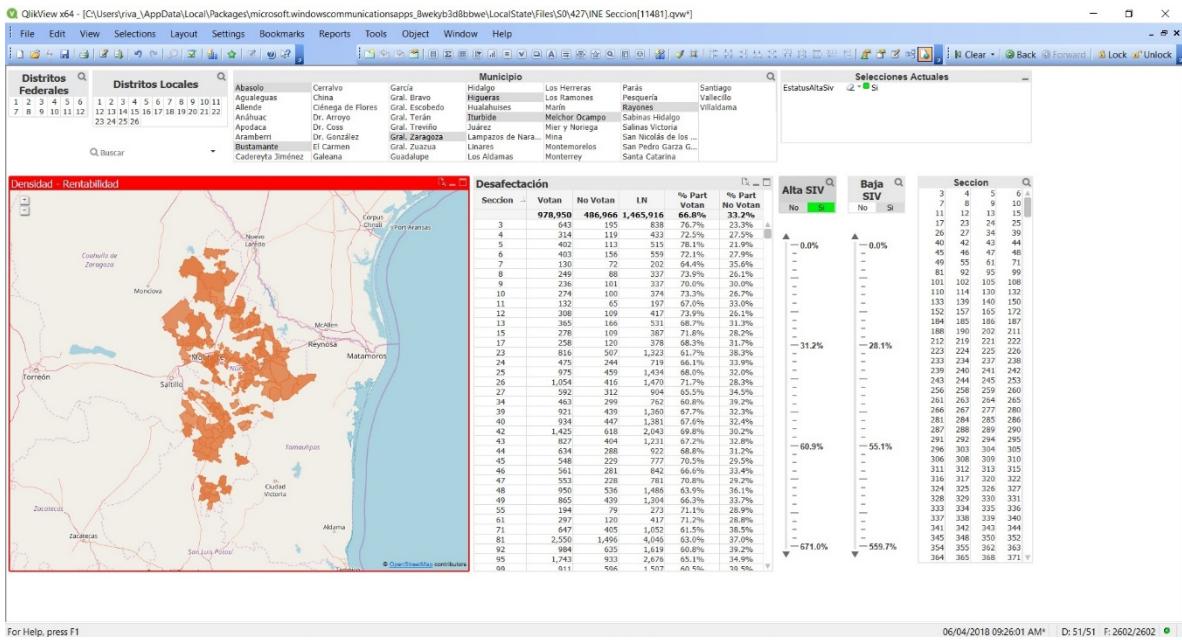 QlikView x64 - [C:\Users\riva_\AppData\Local\Packages\microsoft.windowscommunicationsapps_8wekyb3d8bbwe\LocalState\Files\S0\427\INE Seccion[11481].qvw*]
File Edit View Selections Layout Settings Bookmarks Reports Tools Object Window Help
Clear Back Forward Lock Unlock
Distritos Federales
1 2 3 4 5 6
7 8 9 10 11 12
Distritos Locales
1 2 3 4 5 6 7 8 9 10 11
12 13 14 15 16 17 18 19 20 21 22
23 24 25 26
Buscar
Municipio
Abasolo Cerralvo García Hidalgo Los Herreras Parás Santiago
Agualeguas China Gral. Bravo Higueras Los Ramones Pesquería Vallecillo
Allende Ciénega de Flores Gral. Escobedo Hualahuises Marín Rayones Villaldama
Anáhuac Dr. Arroyo Gral. Terán Iturbide Melchor Ocampo Sabinas Hidalgo
Apodaca Dr. Coss Gral. Treviño Juárez Mier y Noriega Salinas Victoria
Aramberri Dr. González Gral. Zaragoza Lampazos de Nara... Mina San Nicolás de los ...
Bustamante El Carmen Gral. Zuazua Linares Montemorelos San Pedro Garza G...
Cadereyta Jiménez Galeana Guadalupe Los Aldamas Monterrey Santa Catarina
Selecciones Actuales
EstatusAltaSiv Si
Densidad - Rentabilidad
Corpus Christi
Port Aransas
Nuevo Laredo
Coahuila de Zaragoza
Monclova
McAllen
Reynosa
Matamoros
Torreón
Saltillo
Tamaulipas
Ciudad Victoria
Zacatecas
Zacatecas
Aldama
San Luis Potosí
© OpenStreetMap contributors
Desafectación
Seccion Votan No Votan LN % Part Votan % Part No Votan
978,950 486,966 1,465,916 66.8% 33.2%
3 643 195 838 76.7% 23.3%
4 314 119 433 72.5% 27.5%
5 402 113 515 78.1% 21.9%
6 403 156 559 72.1% 27.9%
7 130 72 202 64.4% 35.6%
8 249 88 337 73.9% 26.1%
9 236 101 337 70.0% 30.0%
10 274 100 374 73.3% 26.7%
11 132 65 197 67.0% 33.0%
12 308 109 417 73.9% 26.1%
13 365 166 531 68.7% 31.3%
15 278 109 387 71.8% 28.2%
17 258 120 378 68.3% 31.7%
23 816 507 1,323 61.7% 38.3%
24 475 244 719 66.1% 33.9%
25 975 459 1,434 68.0% 32.0%
26 1,054 416 1,470 71.7% 28.3%
27 592 312 904 65.5% 34.5%
34 463 299 762 60.8% 39.2%
39 921 439 1,360 67.7% 32.3%
40 934 447 1,381 67.6% 32.4%
42 1,425 618 2,043 69.8% 30.2%
43 827 404 1,231 67.2% 32.8%
44 634 288 922 68.8% 31.2%
45 548 229 777 70.5% 29.5%
46 561 281 842 66.6% 33.4%
47 553 228 781 70.8% 29.2%
48 950 536 1,486 63.9% 36.1%
49 865 439 1,304 66.3% 33.7%
55 194 79 273 71.1% 28.9%
61 297 120 417 71.2% 28.8%
71 647 405 1,052 61.5% 38.5%
81 2,550 1,496 4,046 63.0% 37.0%
92 984 635 1,619 60.8% 39.2%
95 1,743 933 2,676 65.1% 34.9%
99 911 596 1,507 60.5% 39.5%
Alta SIV
No Si
0.0%
31.2%
60.9%
671.0%
Baja SIV
No Si
0.0%
28.1%
55.1%
559.7%
Seccion
3 4 5 6
7 8 9 10
11 12 13 15
17 23 24 25
26 27 34 39
40 42 43 44
45 46 47 48
49 55 61 71
81 92 95 99
101 102 105 108
110 114 130 132
133 139 140 150
152 157 165 172
184 185 186 187
188 190 202 211
212 219 221 222
223 224 225 226
233 234 237 238
239 240 241 242
243 244 245 253
256 258 259 260
261 263 264 265
266 267 277 280
281 284 285 286
287 288 289 290
291 292 294 295
296 303 304 305
306 308 309 310
311 312 313 315
316 317 320 322
324 325 326 327
328 329 330 331
333 334 335 336
337 338 339 340
341 342 343 344
345 348 350 352
354 355 362 363
364 365 368 371
For Help, press F1
06/04/2018 09:26:01 AM* D: 51/51 F: 2602/2602